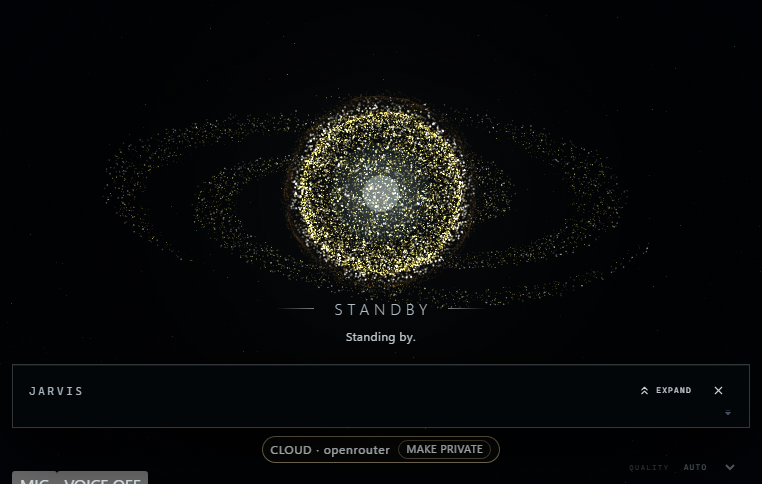 STANDBY
Standing by.
JARVIS
EXPAND
CLOUD · openrouter MAKE PRIVATE
QUALITY AUTO
MIC VOICE OFF